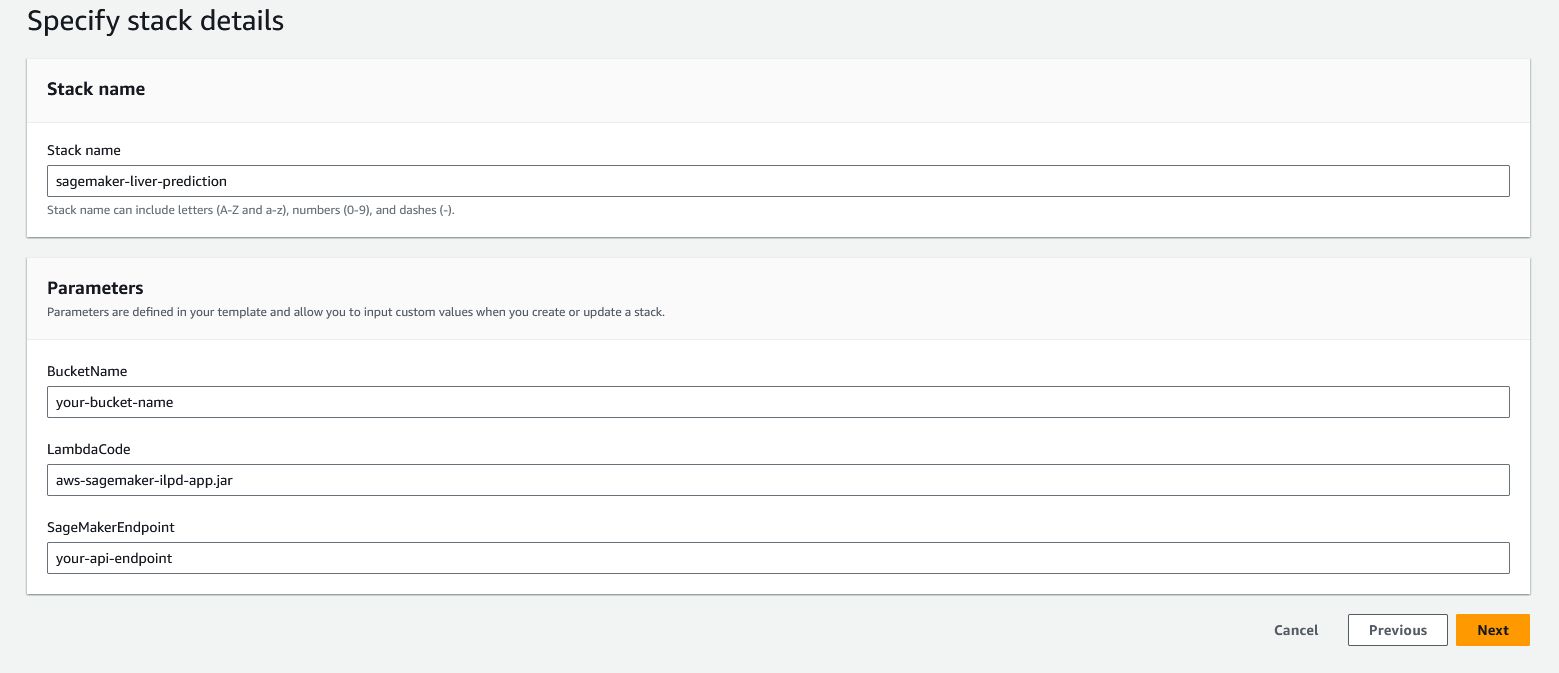 Specify stack details
Stack name
Stack name
sagemaker-liver-prediction
Stack name can include letters (A-Z and a-z), numbers (0-9), and dashes (-).
Parameters
Parameters are defined in your template and allow you to input custom values when you create or update a stack.
BucketName
your-bucket-name
LambdaCode
aws-sagemaker-ilpd-app.jar
SageMakerEndpoint
your-api-endpoint
Cancel Previous Next